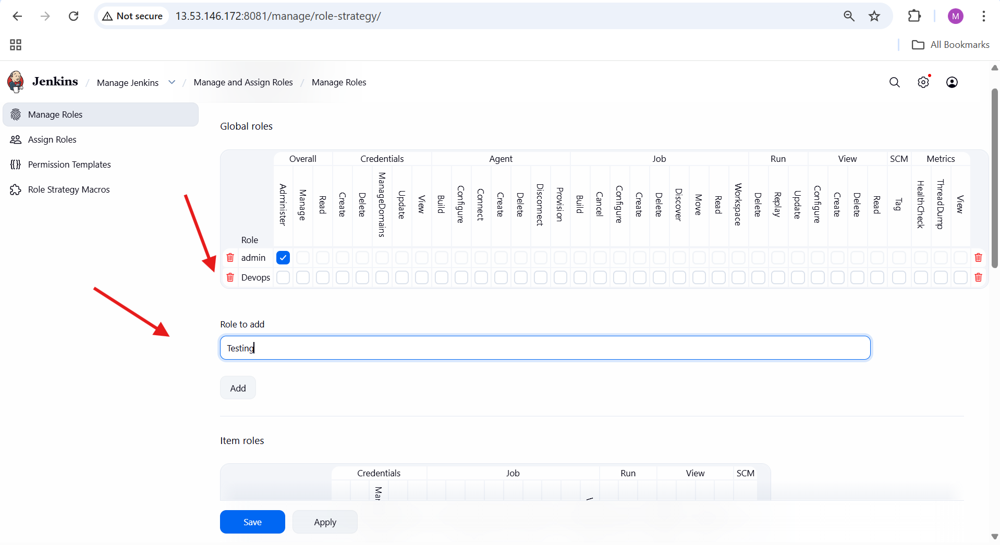 Not secure
13.53.146.172:8081/manage/role-strategy/
M
All Bookmarks
Jenkins / Manage Jenkins / Manage and Assign Roles / Manage Roles
Manage Roles
Assign Roles
Permission Templates
Role Strategy Macros
Global roles
Overall Credentials Agent Job Run View SCM Metrics
Role
Administer
Manage
Read
Create
Delete
ManageDomains
Update
View
Build
Configure
Connect
Create
Delete
Disconnect
Provision
Build
Cancel
Configure
Create
Delete
Discover
Move
Read
Workspace
Delete
Replay
Update
Configure
Create
Delete
Read
Tag
HealthCheck
ThreadDump
View
admin
Devops
Role to add
Testing
Add
Item roles
Credentials Job Run View SCM
Save
Apply